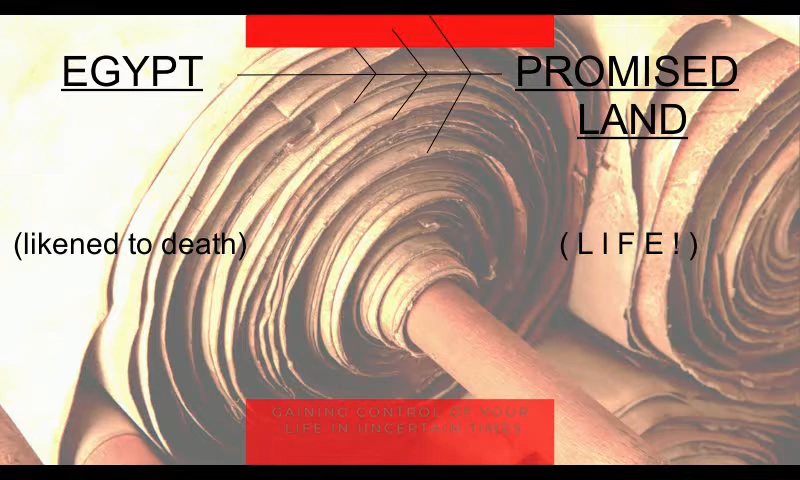 EGYPT
PROMISED
LAND
(likened to death)
( L I F E ! )
GAINING CONTROL OF YOUR
LIFE IN UNCERTAIN TIMES